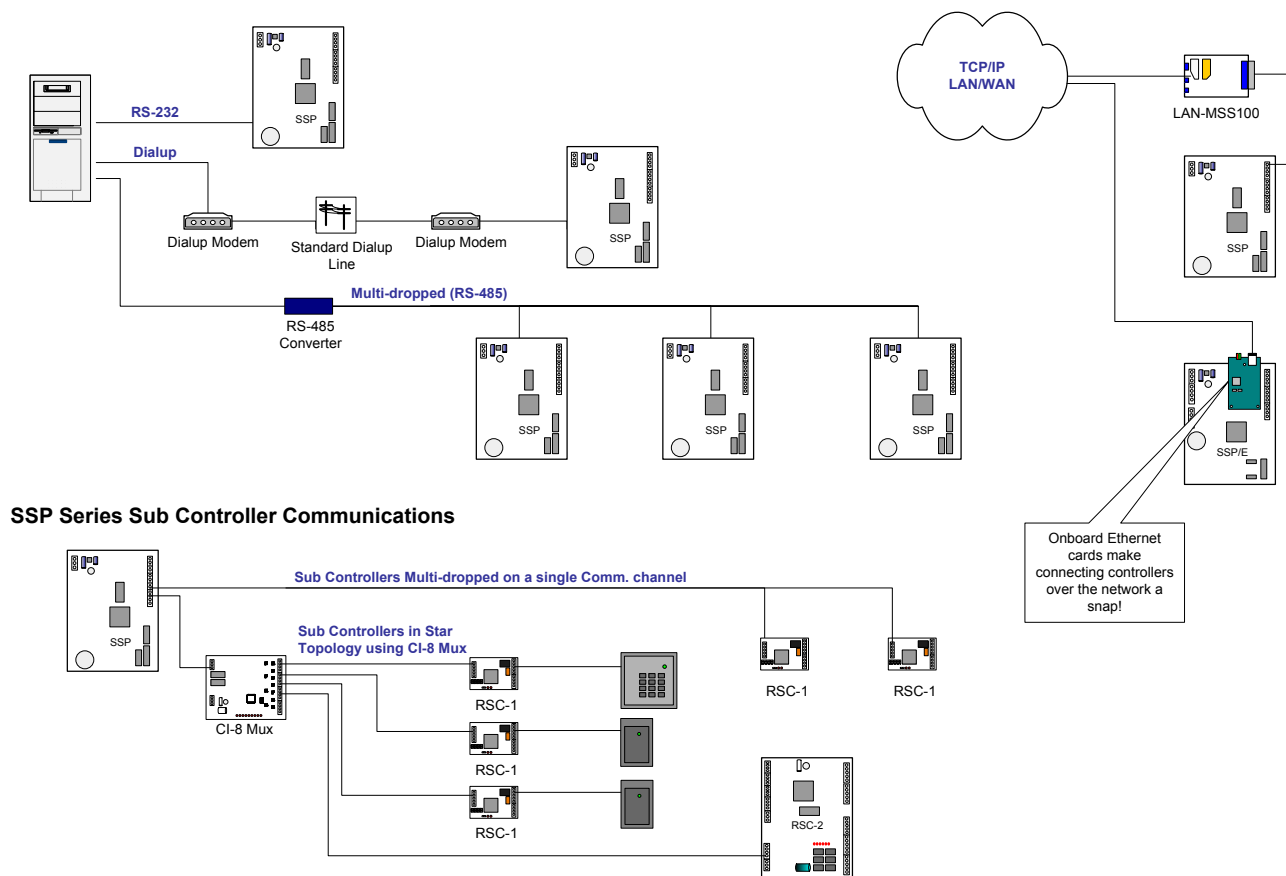 RS-232
SSP
Dialup
Dialup Modem
Standard Dialup
Line
Dialup Modem
SSP
Multi-dropped (RS-485)
RS-485
Converter
SSP
SSP
SSP
TCP/IP
LAN/WAN
LAN-MSS100
SSP
SSP/E
Onboard Ethernet
cards make
connecting controllers
over the network a
snap!
SSP Series Sub Controller Communications
SSP
Sub Controllers Multi-dropped on a single Comm. channel
Sub Controllers in Star
Topology using CI-8 Mux
CI-8 Mux
RSC-1
RSC-1
RSC-1
RSC-1
RSC-1
RSC-2